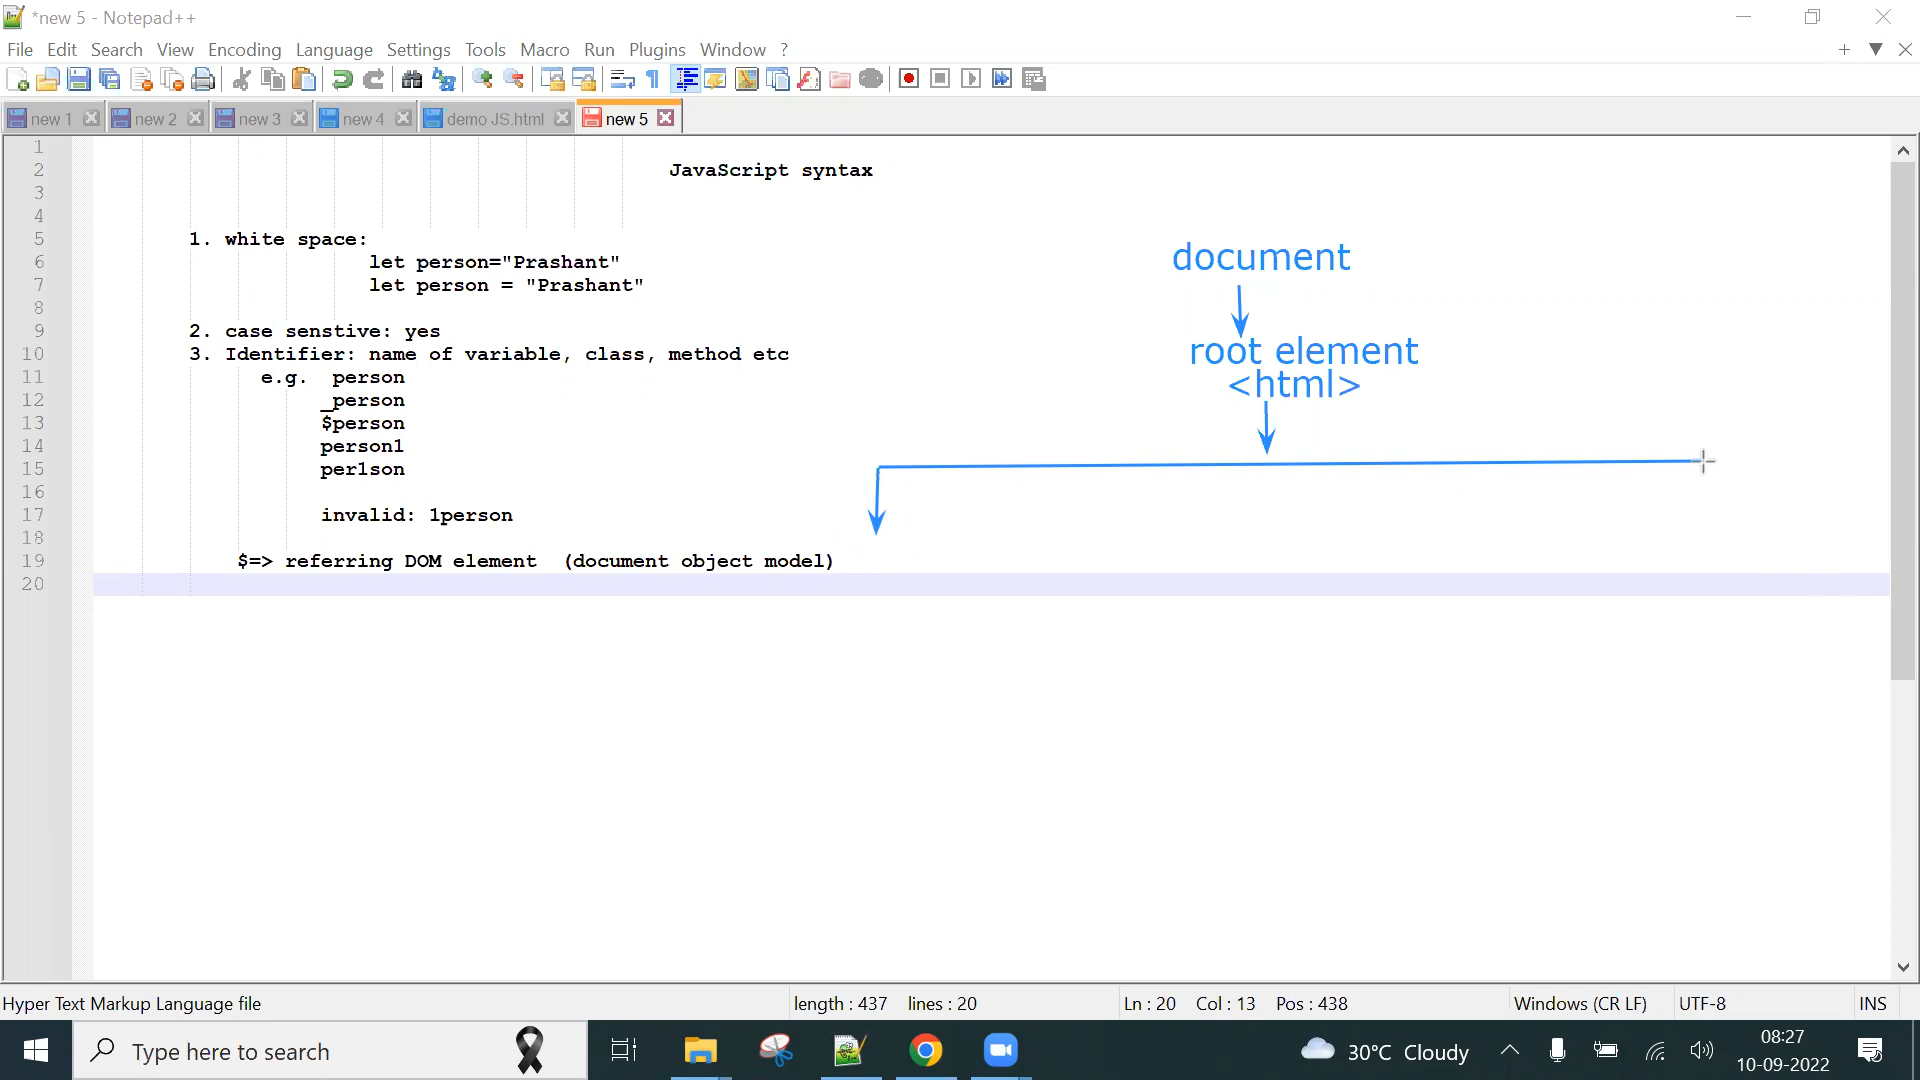 *new 5 - Notepad++
File Edit Search View Encoding Language Settings Tools Macro Run Plugins Window ?
new 1 new 2 new 3 new 4 demo JS.html new 5
1
2 JavaScript syntax
3
4
5 1. white space:
6 let person="Prashant"
7 let person = "Prashant"
8
9 2. case senstive: yes
10 3. Identifier: name of variable, class, method etc
11 e.g. person
12 _person
13 $person
14 person1
15 per1son
16
17 invalid: 1person
18
19 $=> referring DOM element (document object model)
20
document
root element
<html>
Hyper Text Markup Language file length : 437 lines : 20 Ln : 20 Col : 13 Pos : 438 Windows (CR LF) UTF-8 INS
Type here to search 30°C Cloudy 08:27
10-09-2022